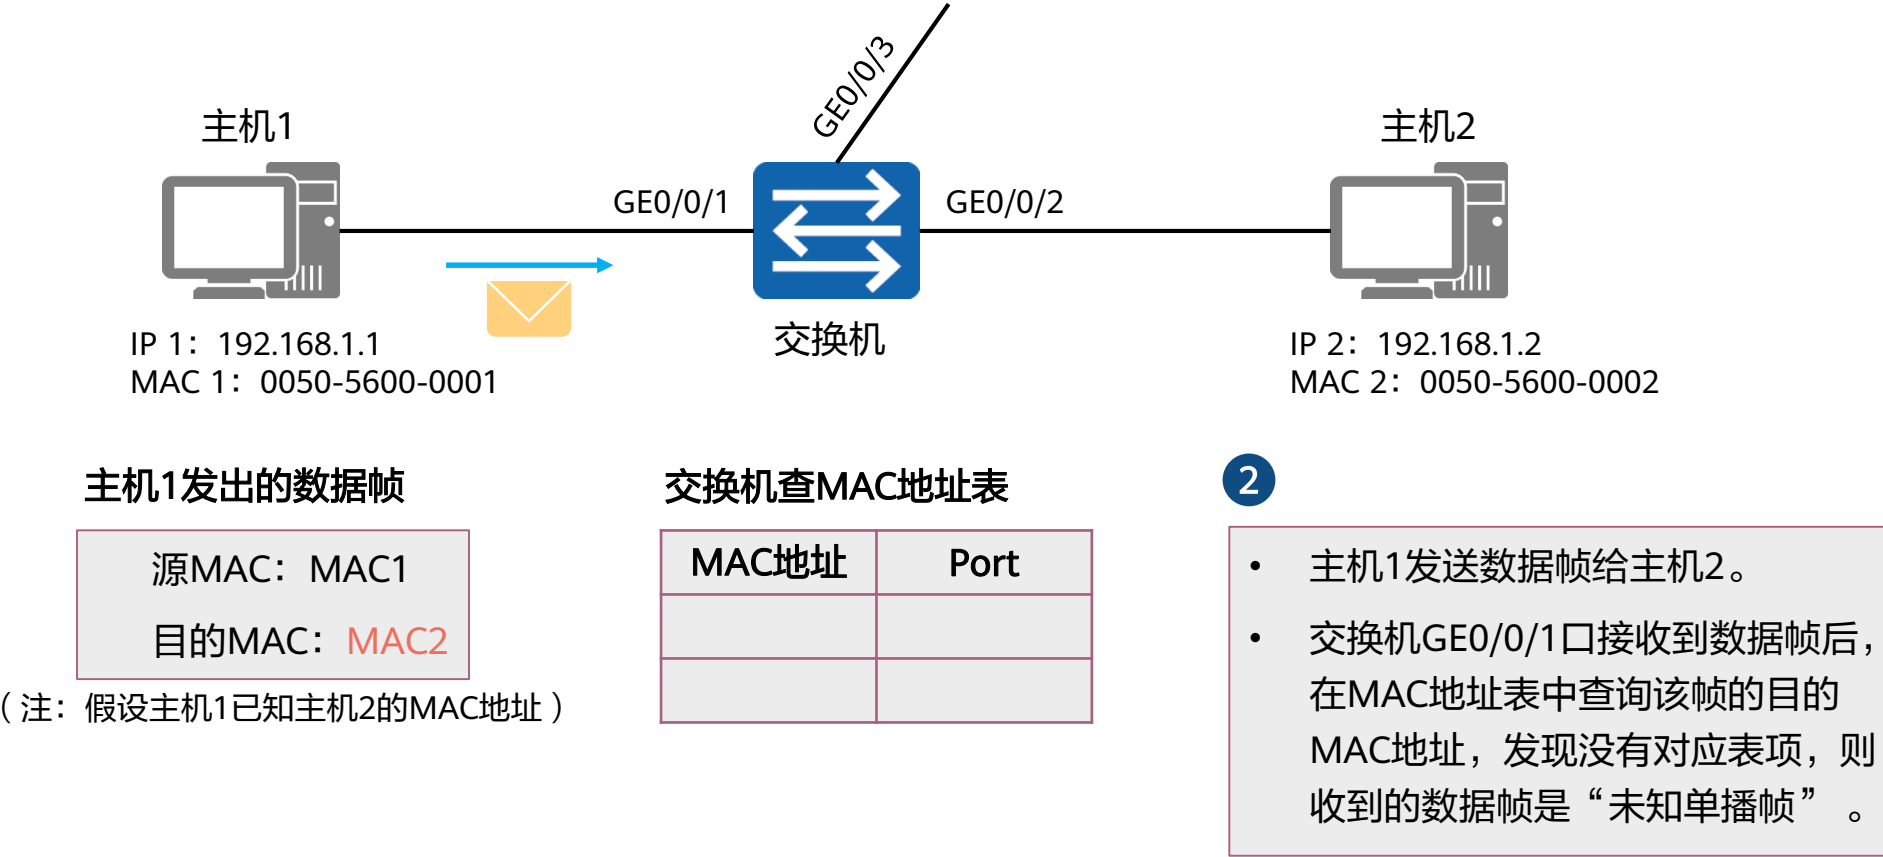 GE0/0/3
主机1
主机2
GE0/0/1
GE0/0/2
交换机
IP 1：192.168.1.1
MAC 1：0050-5600-0001
IP 2：192.168.1.2
MAC 2：0050-5600-0002
主机1发出的数据帧
源MAC：MAC1
目的MAC：MAC2
（注：假设主机1已知主机2的MAC地址）
交换机查MAC地址表
MAC地址 Port
2
• 主机1发送数据帧给主机2。
• 交换机GE0/0/1口接收到数据帧后，
在MAC地址表中查询该帧的目的
MAC地址，发现没有对应表项，则
收到的数据帧是“未知单播帧” 。